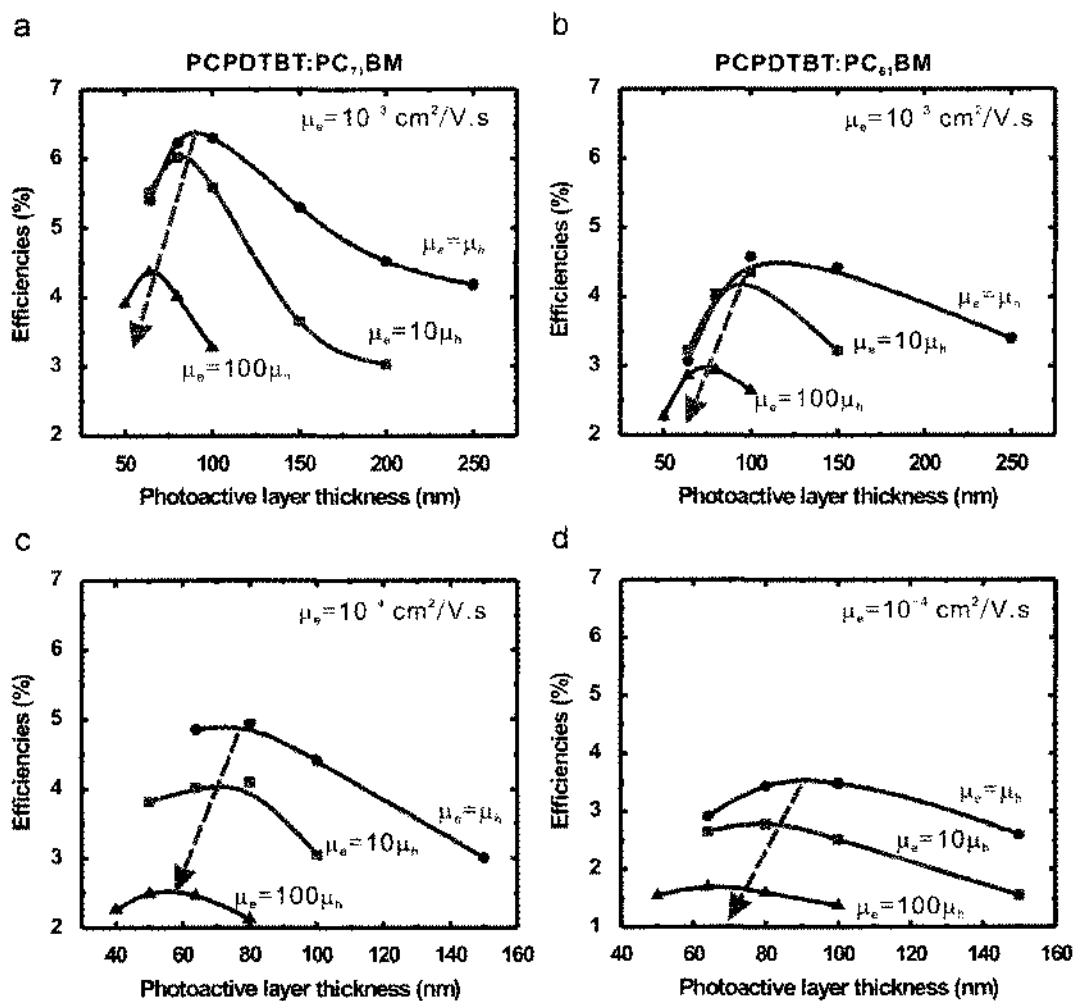 a
PCPDTBT:PC₇₁BM
7
6
5
4
3
2
Efficiencies (%)
μₑ=10⁻³ cm²/V.s
μₑ=μₕ
μₑ=10μₕ
μₑ=100μₕ
50 100 150 200 250
Photoactive layer thickness (nm)
b
PCPDTBT:PC₆₁BM
7
6
5
4
3
2
Efficiencies (%)
μₑ=10⁻³ cm²/V.s
μₑ=μₕ
μₑ=10μₕ
μₑ=100μₕ
50 100 150 200 250
Photoactive layer thickness (nm)
c
7
6
5
4
3
2
Efficiencies (%)
μₑ=10⁻⁴ cm²/V.s
μₑ=μₕ
μₑ=10μₕ
μₑ=100μₕ
40 60 80 100 120 140 160
Photoactive layer thickness (nm)
d
7
6
5
4
3
2
1
Efficiencies (%)
μₑ=10⁻⁴ cm²/V.s
μₑ=μₕ
μₑ=10μₕ
μₑ=100μₕ
40 60 80 100 120 140 160
Photoactive layer thickness (nm)